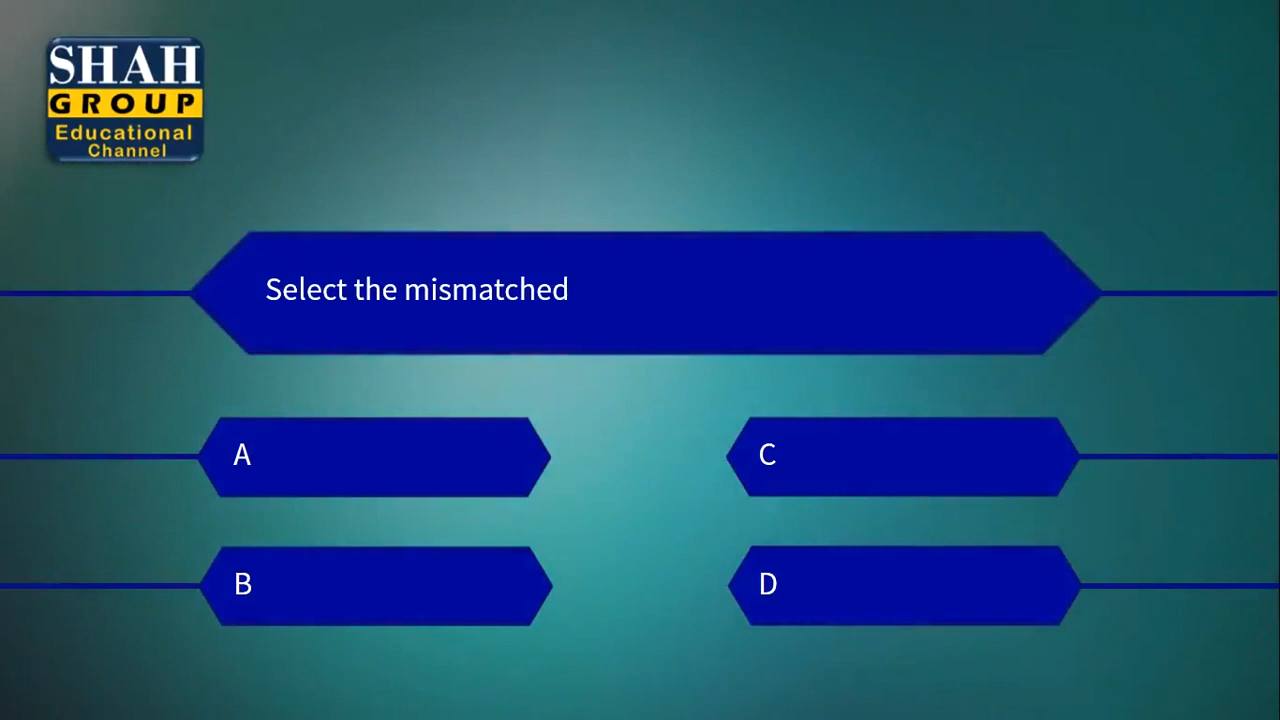 SHAH
GROUP
Educational
Channel
Select the mismatched
A
C
B
D